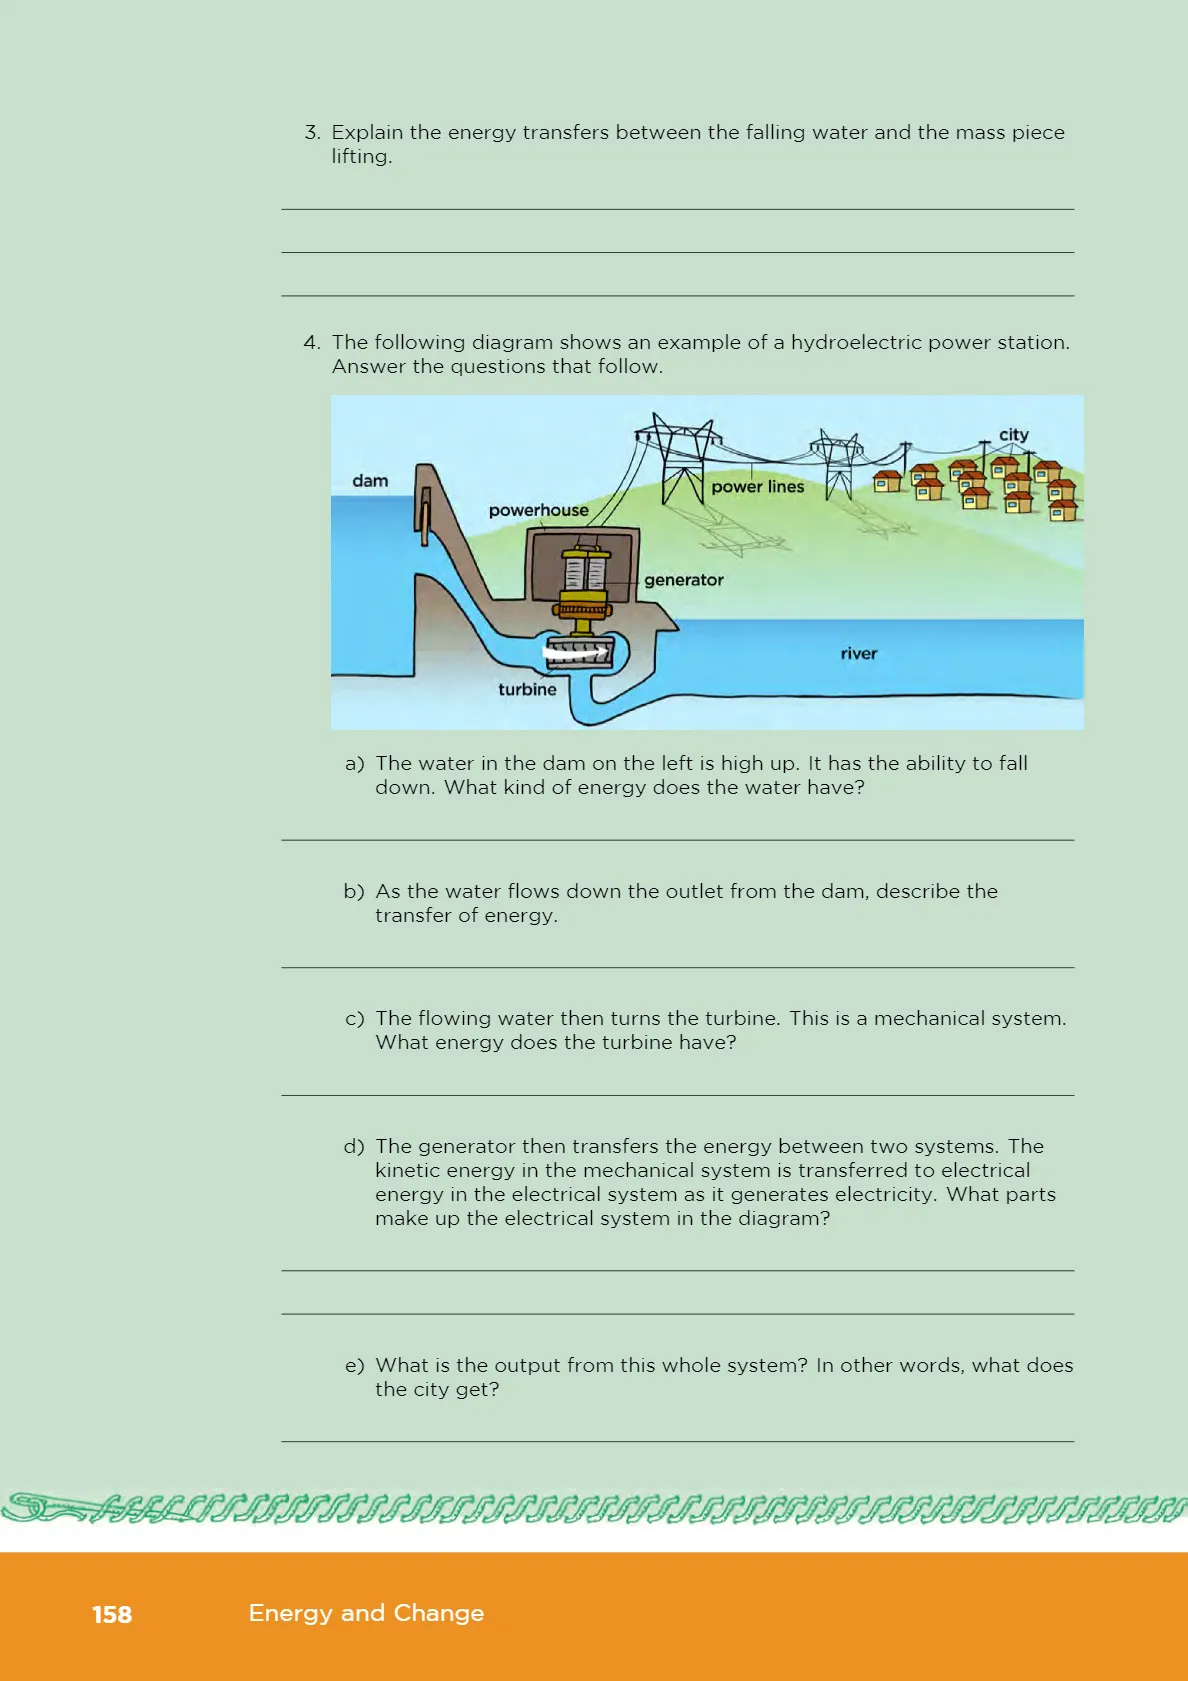 3. Explain the energy transfers between the falling water and the mass piece
lifting.
4. The following diagram shows an example of a hydroelectric power station.
Answer the questions that follow.
city
dam
power lines
powerhouse
generator
river
turbine
a) The water in the dam on the left is high up. It has the ability to fall
down. What kind of energy does the water have?
b) As the water flows down the outlet from the dam, describe the
transfer of energy.
c) The flowing water then turns the turbine. This is a mechanical system.
What energy does the turbine have?
d) The generator then transfers the energy between two systems. The
kinetic energy in the mechanical system is transferred to electrical
energy in the electrical system as it generates electricity. What parts
make up the electrical system in the diagram?
e) What is the output from this whole system? In other words, what does
the city get?
158 Energy and Change